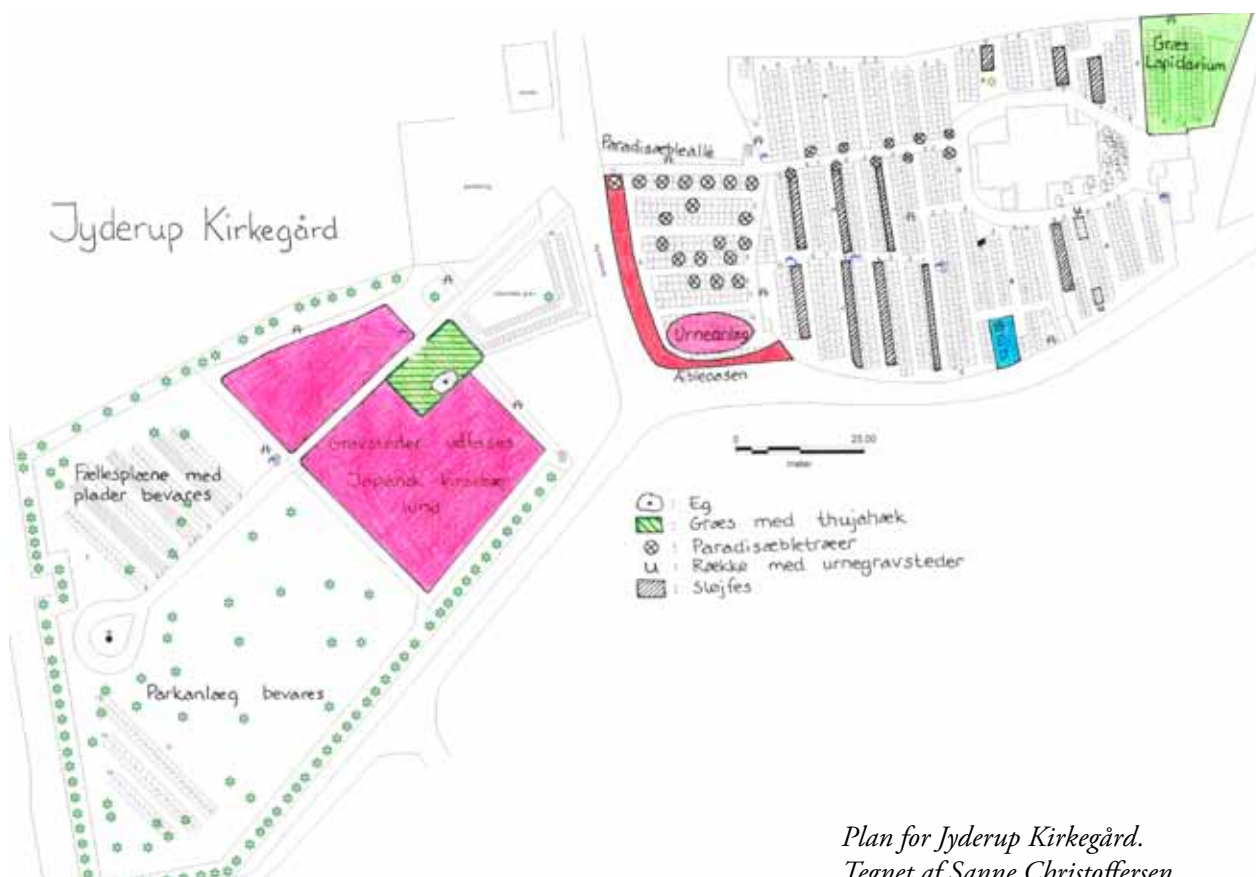 Græs
Lapidarium
Paradisæbleallé
Jyderup Kirkegård
Urneanlæg
Æbleoasen
Gravsteder udfases
Japansk kirsebær
lund
Fællesplæne med
plader bevares
Parkanlæg bevares
0 25.00
meter
: Eg
: Græs med thujahæk
: Paradisæbletræer
U : Række med urnegravsteder
: Sløjfes
Plan for Jyderup Kirkegård.
Tegnet af Sanne Christoffersen